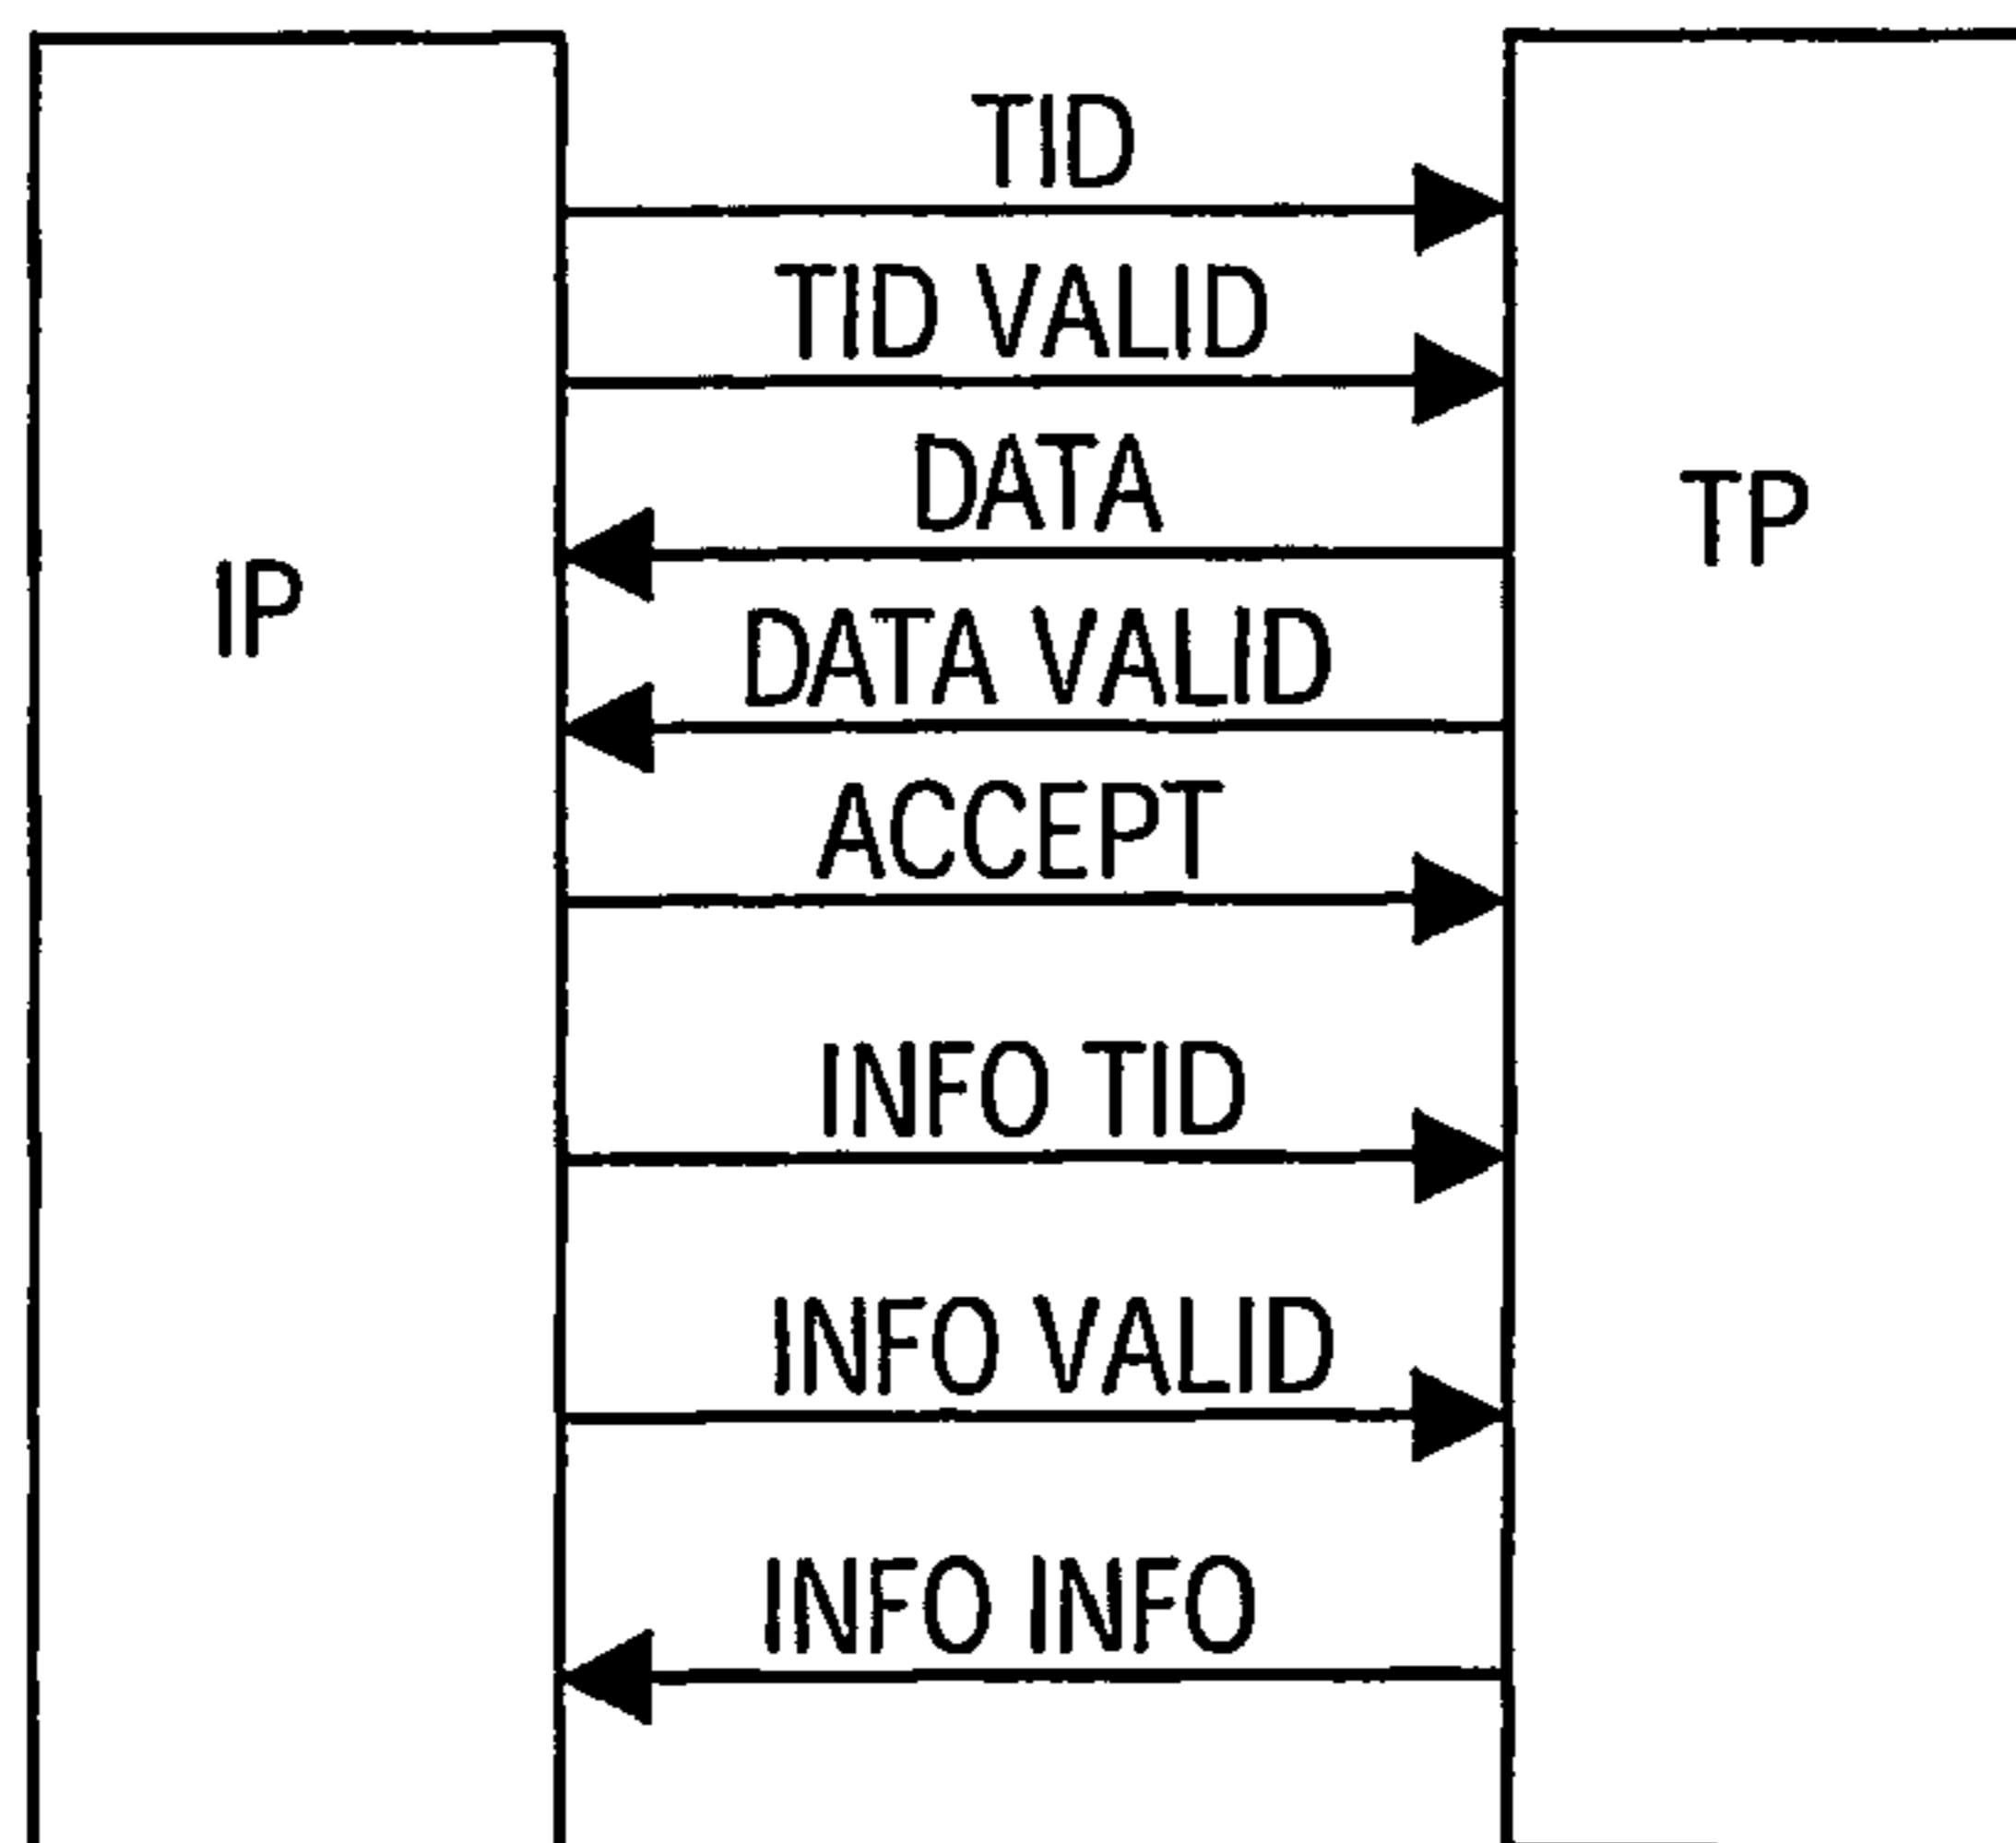 TID
TID VALID
DATA
TP
IP
DATA VALID
ACCEPT
INFO TID
INFO VALID
INFO INFO